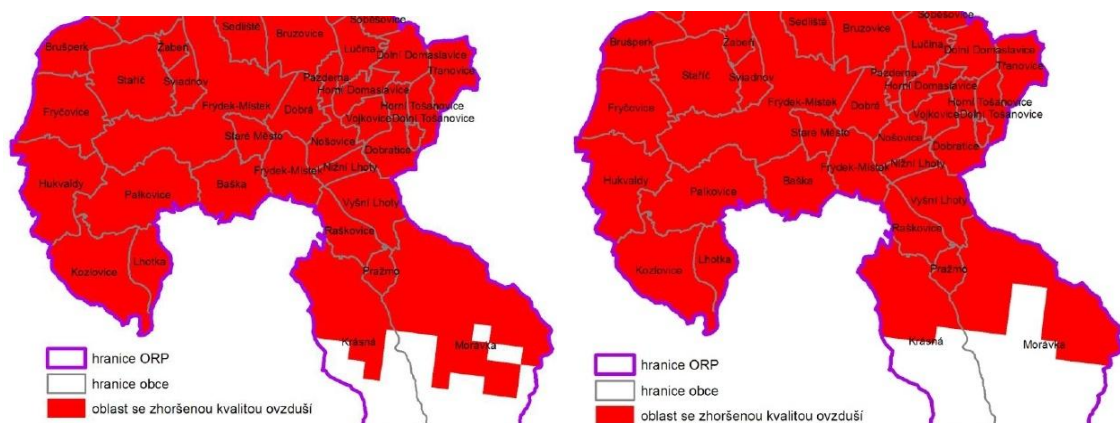 Soběšovice
Sedliště
Bruzovice
Brušperk
Žabeň
Lučina
Dolní Domaslavice
Staříč
Sviadnov
Pazderna
Třanovice
Horní Domaslavice
Fryčovice
Frýdek-Místek
Dobrá
Horní Tošanovice
Vojkovice
Dolní Tošanovice
Staré Město
Nošovice
Dobratice
Hukvaldy
Palkovice
Baška
Frýdek-Místek
Nižní Lhoty
Vyšní Lhoty
Raškovice
Kozlovice
Lhotka
Pražmo
Krásná
Morávka
hranice ORP
hranice obce
oblast se zhoršenou kvalitou ovzduší
Soběšovice
Sedliště
Bruzovice
Brušperk
Žabeň
Lučina
Dolní Domaslavice
Staříč
Sviadnov
Pazderna
Třanovice
Horní Domaslavice
Fryčovice
Frýdek-Místek
Dobrá
Horní Tošanovice
Vojkovice
Dolní Tošanovice
Staré Město
Nošovice
Dobratice
Hukvaldy
Palkovice
Baška
Frýdek-Místek
Nižní Lhoty
Vyšní Lhoty
Raškovice
Kozlovice
Lhotka
Pražmo
Krásná
Morávka
hranice ORP
hranice obce
oblast se zhoršenou kvalitou ovzduší